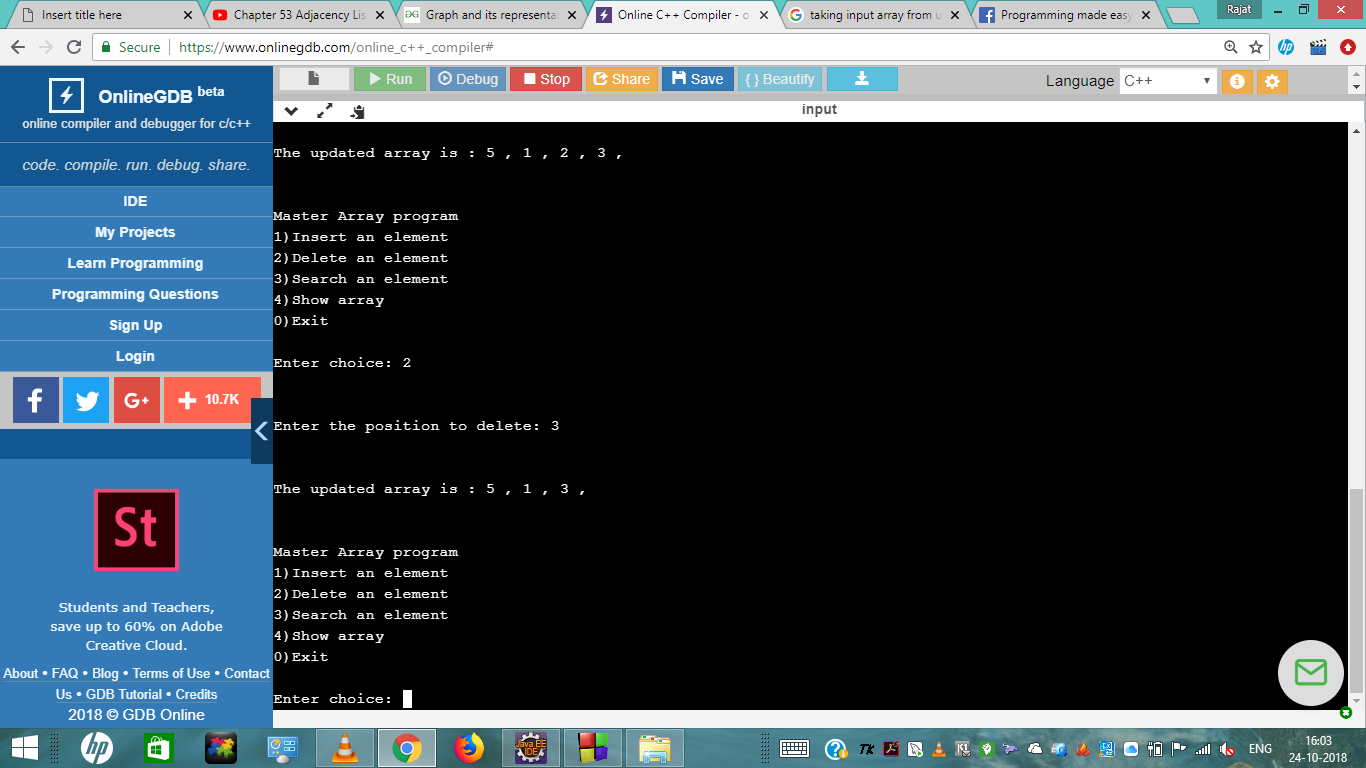 Insert title here
Chapter 53 Adjacency Lis
Graph and its representat
Online C++ Compiler - o
taking input array from u
Programming made easy
Rajat
Secure
https://www.onlinegdb.com/online_c++_compiler#
OnlineGDB beta
online compiler and debugger for c/c++
code. compile. run. debug. share.
IDE
My Projects
Learn Programming
Programming Questions
Sign Up
Login
10.7K
St
Students and Teachers,
save up to 60% on Adobe
Creative Cloud.
About • FAQ • Blog • Terms of Use • Contact
Us • GDB Tutorial • Credits
2018 © GDB Online
Run
Debug
Stop
Share
Save
{ } Beautify
Language
C++
input
The updated array is : 5 , 1 , 2 , 3 ,
Master Array program
1)Insert an element
2)Delete an element
3)Search an element
4)Show array
0)Exit
Enter choice: 2
Enter the position to delete: 3
The updated array is : 5 , 1 , 3 ,
Master Array program
1)Insert an element
2)Delete an element
3)Search an element
4)Show array
0)Exit
Enter choice:
hp
Java EE
IDE
ENG
16:03
24-10-2018